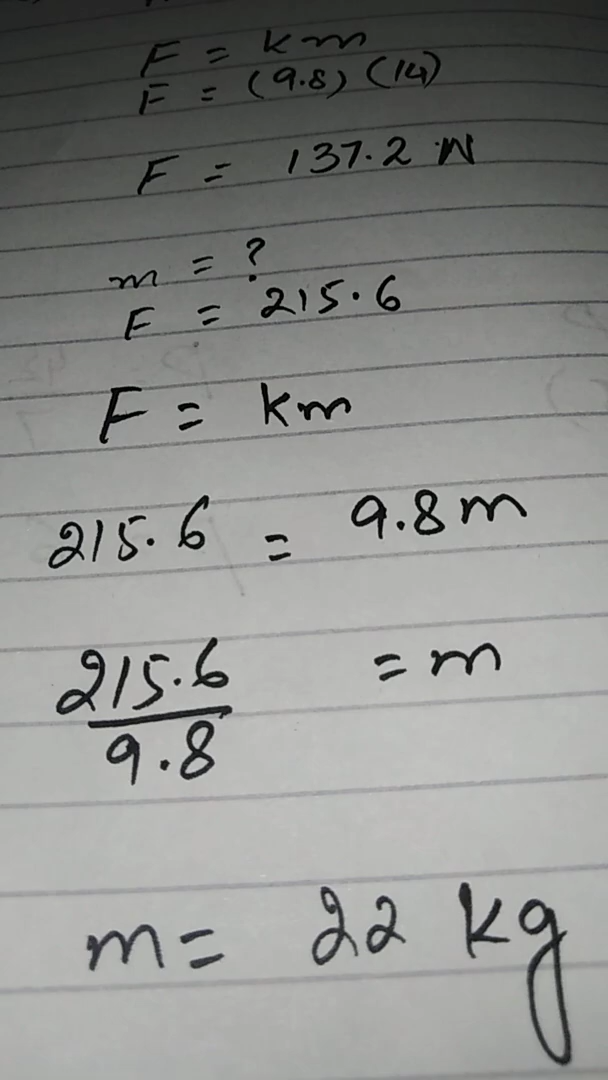 F = km
F = (9.8) (14)
F = 137.2 N
m = ?
F = 215.6
F = km
215.6 = 9.8m
215.6 = m
9.8
m = 22 kg